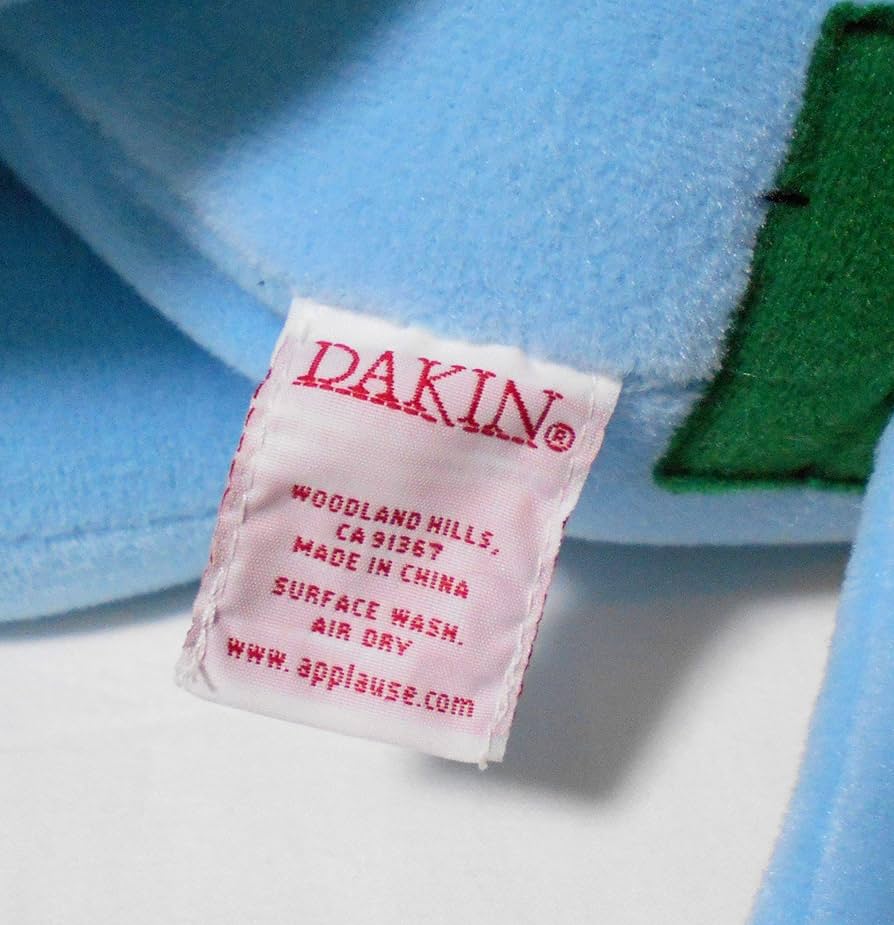 DAKIN®
WOODLAND HILLS,
CA 91367
MADE IN CHINA
SURFACE WASH.
AIR DRY
www.applause.com